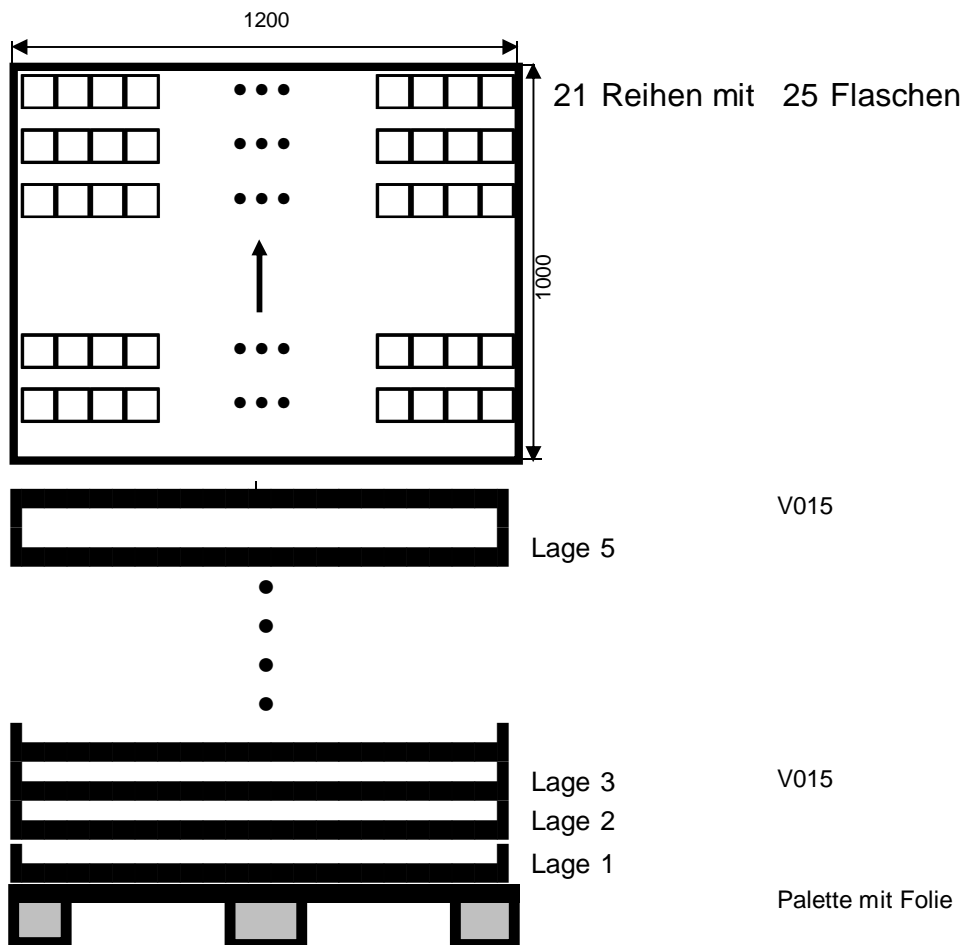 1200
21 Reihen mit 25 Flaschen
1000
V015
Lage 5
Lage 3 V015
Lage 2
Lage 1
Palette mit Folie